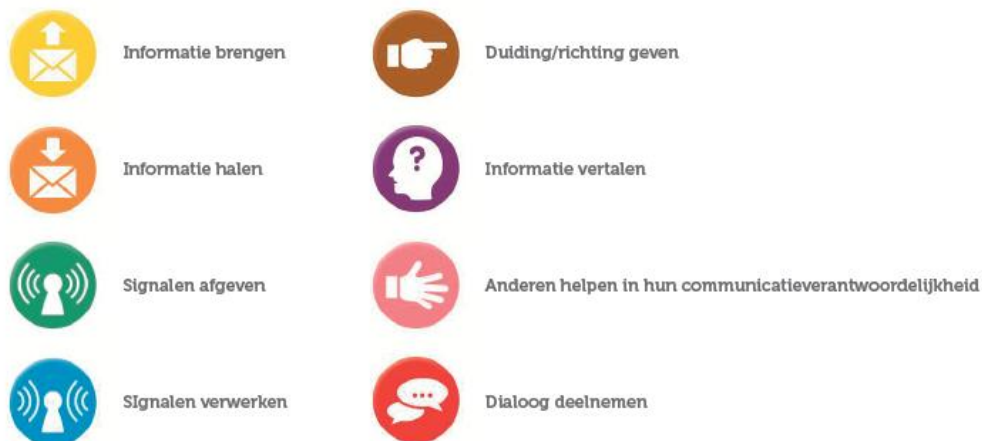 Informatie brengen
Duiding/richting geven
Informatie halen
?
Informatie vertalen
Signalen afgeven
Anderen helpen in hun communicatieverantwoordelijkheid
SIgnalen verwerken
Dialoog deelnemen